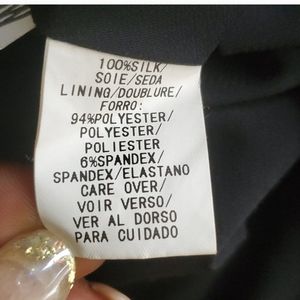 100%SILK/
SOIE/SEDA
LINING/DOUBLURE/
FORRO:
94%POLYESTER/
POLYESTER/
POLIESTER
6%SPANDEX/
SPANDEX/ELASTANO
CARE OVER/
VOIR VERSO/
VER AL DORSO
PARA CUIDADO